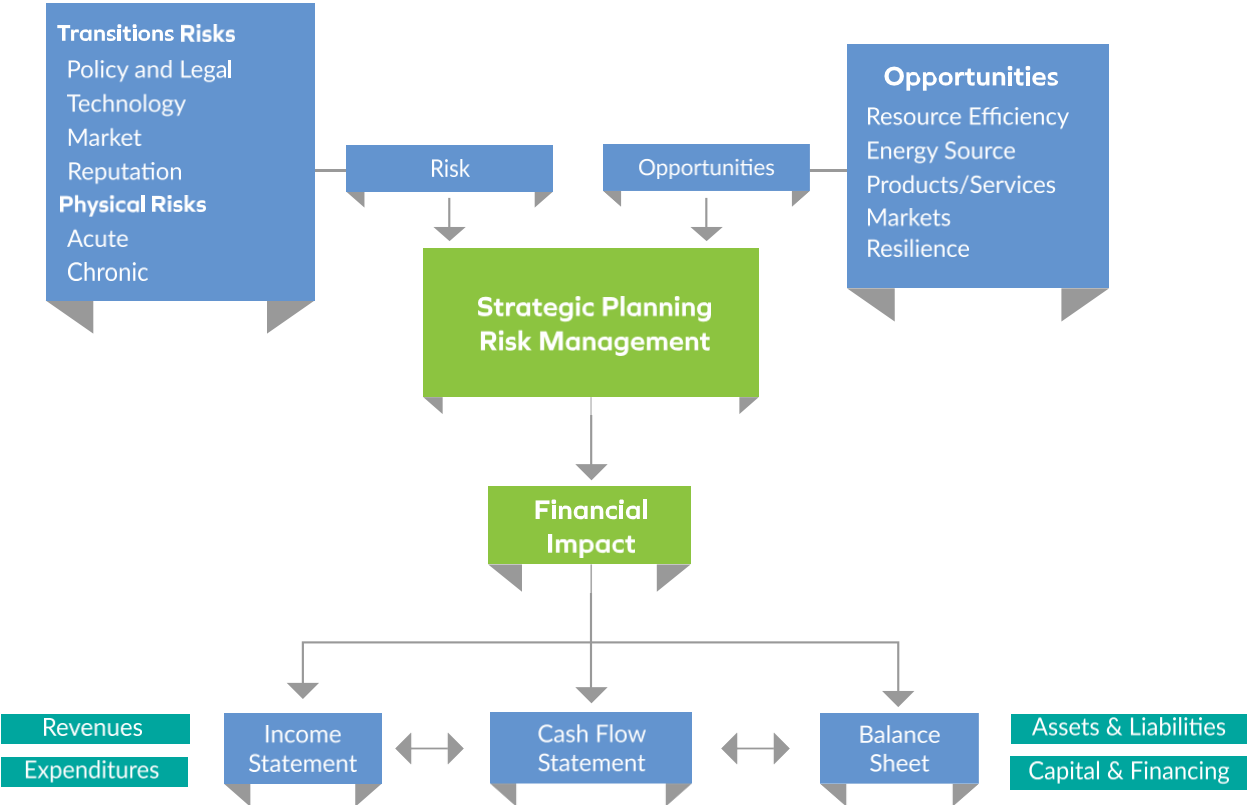 Transitions Risks
Policy and Legal
Technology
Market
Reputation
Physical Risks
Acute
Chronic
Risk
Opportunities
Opportunities
Resource Efficiency
Energy Source
Products/Services
Markets
Resilience
Strategic Planning
Risk Management
Financial
Impact
Revenues
Expenditures
Income
Statement
Cash Flow
Statement
Balance
Sheet
Assets & Liabilities
Capital & Financing